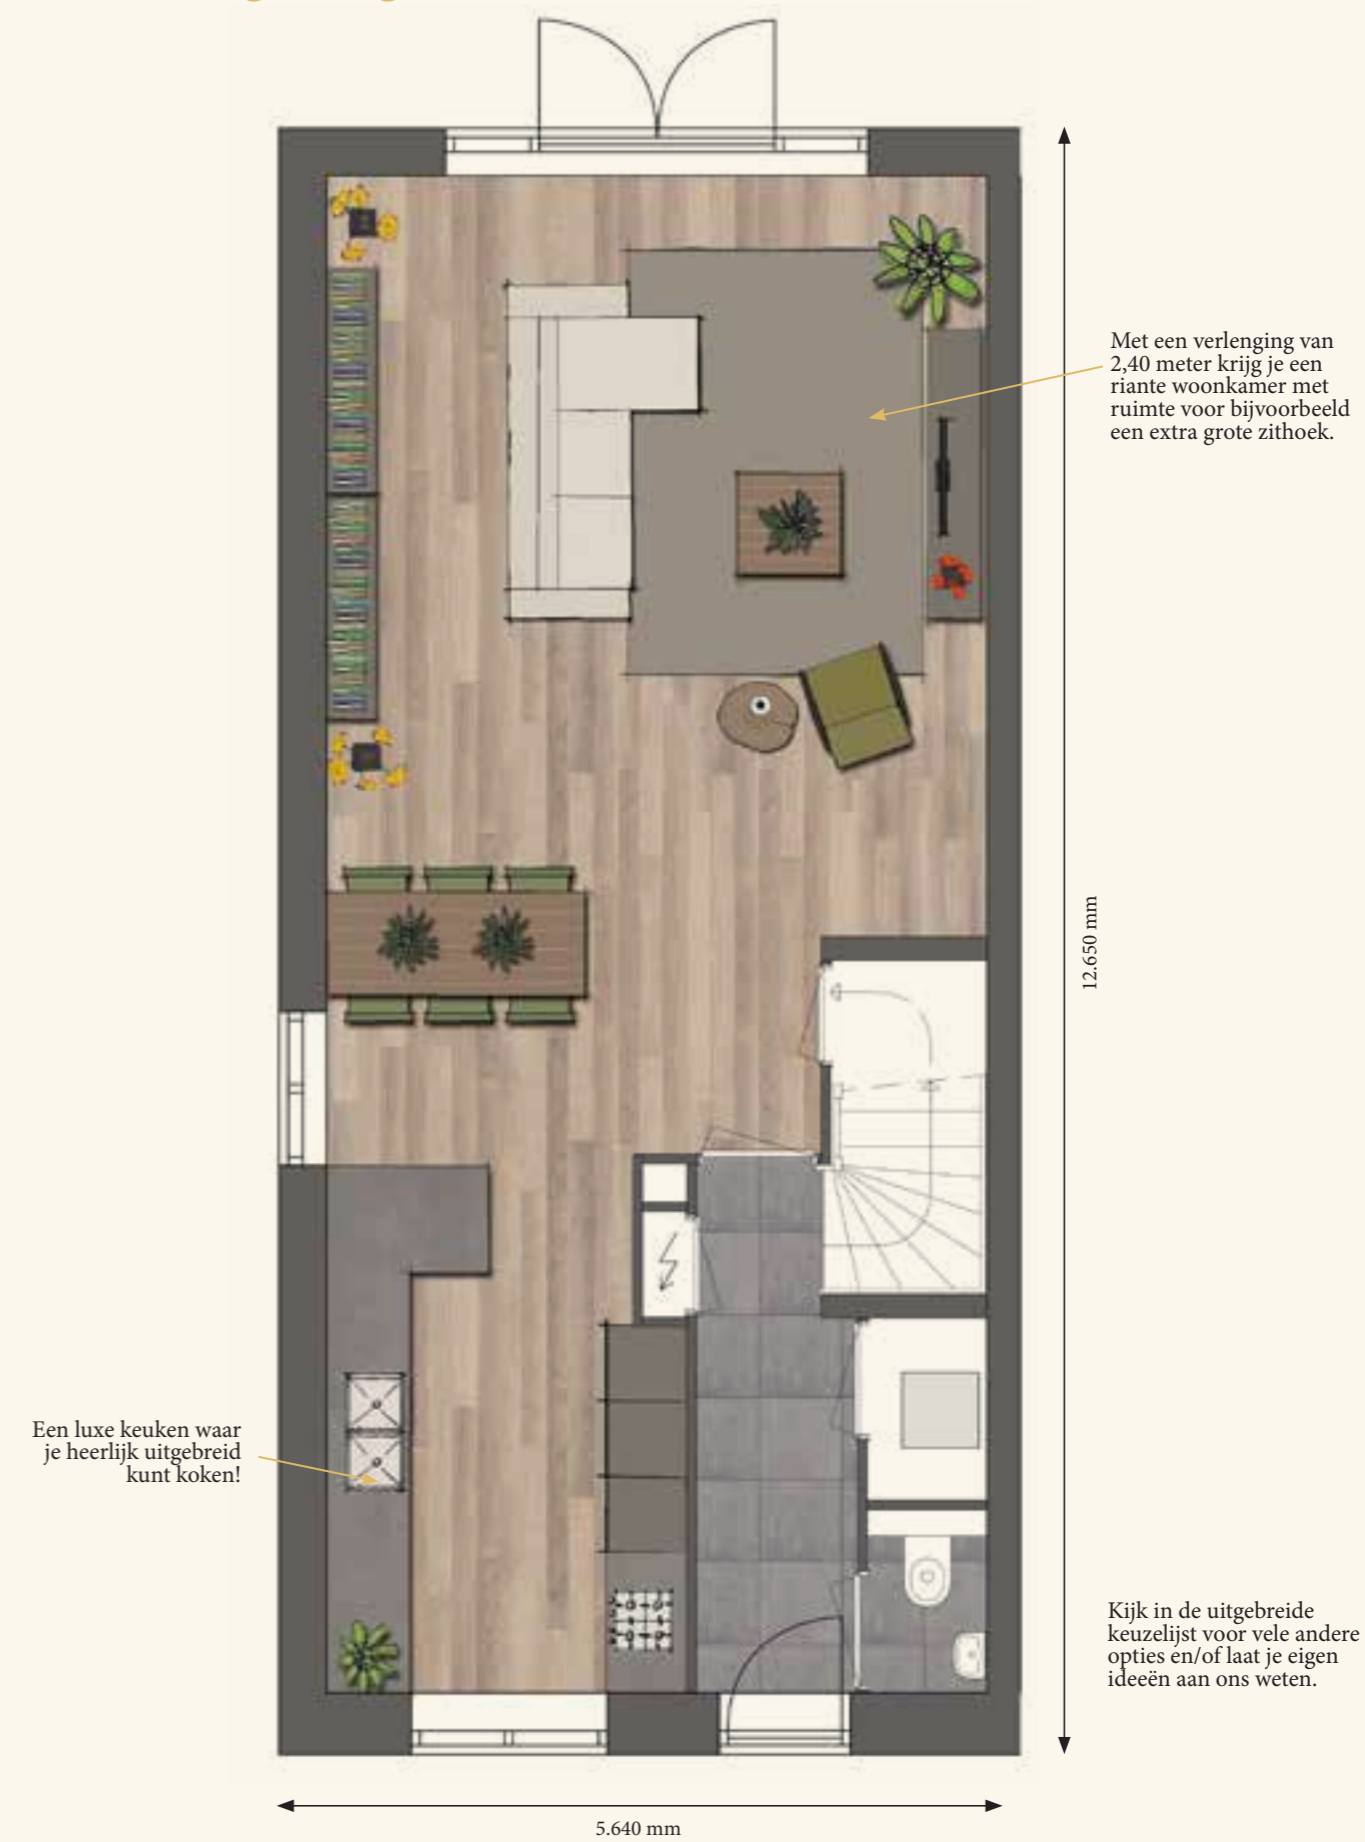 Met een verlenging van
2,40 meter krijg je een
riante woonkamer met
ruimte voor bijvoorbeeld
een extra grote zithoek.
12.650 mm
Een luxe keuken waar
je heerlijk uitgebreid
kunt koken!
Kijk in de uitgebreide
keuzelijst voor vele andere
opties en/of laat je eigen
ideeën aan ons weten.
5.640 mm